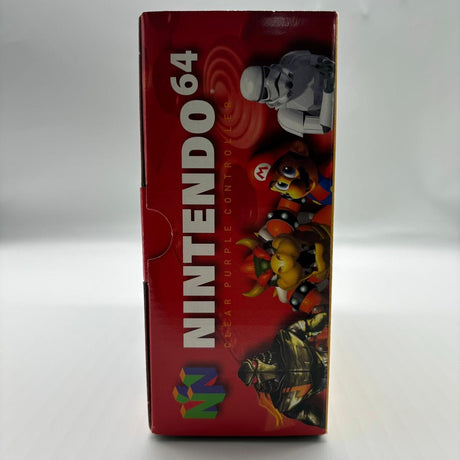 NINTENDO64
CLEAR PURPLE CONTROLLER
M
N